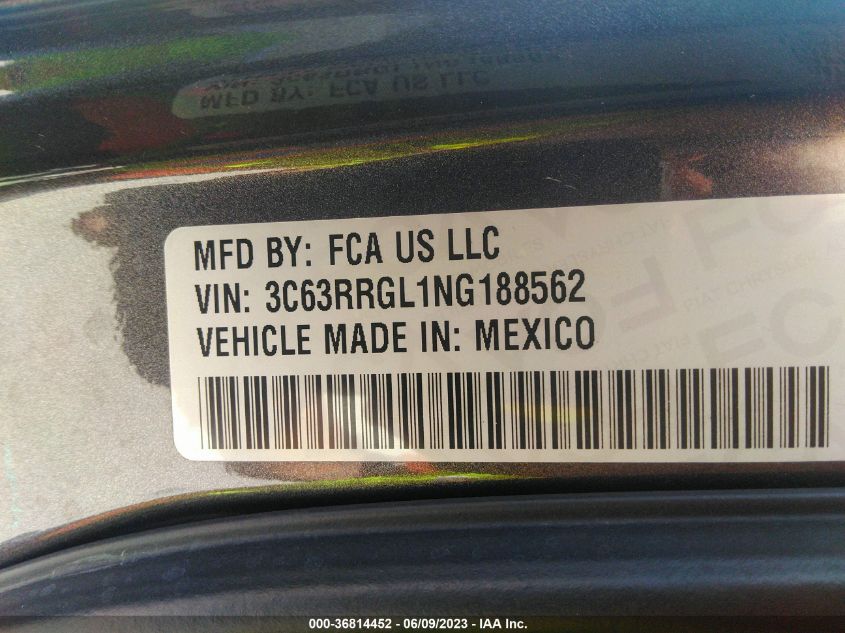 MFD BY: FCA US LLC
MFD BY: FCA US LLC
VIN: 3C63RRGL1NG188562
VEHICLE MADE IN: MEXICO
000-36814452 - 06/09/2023 - IAA Inc.